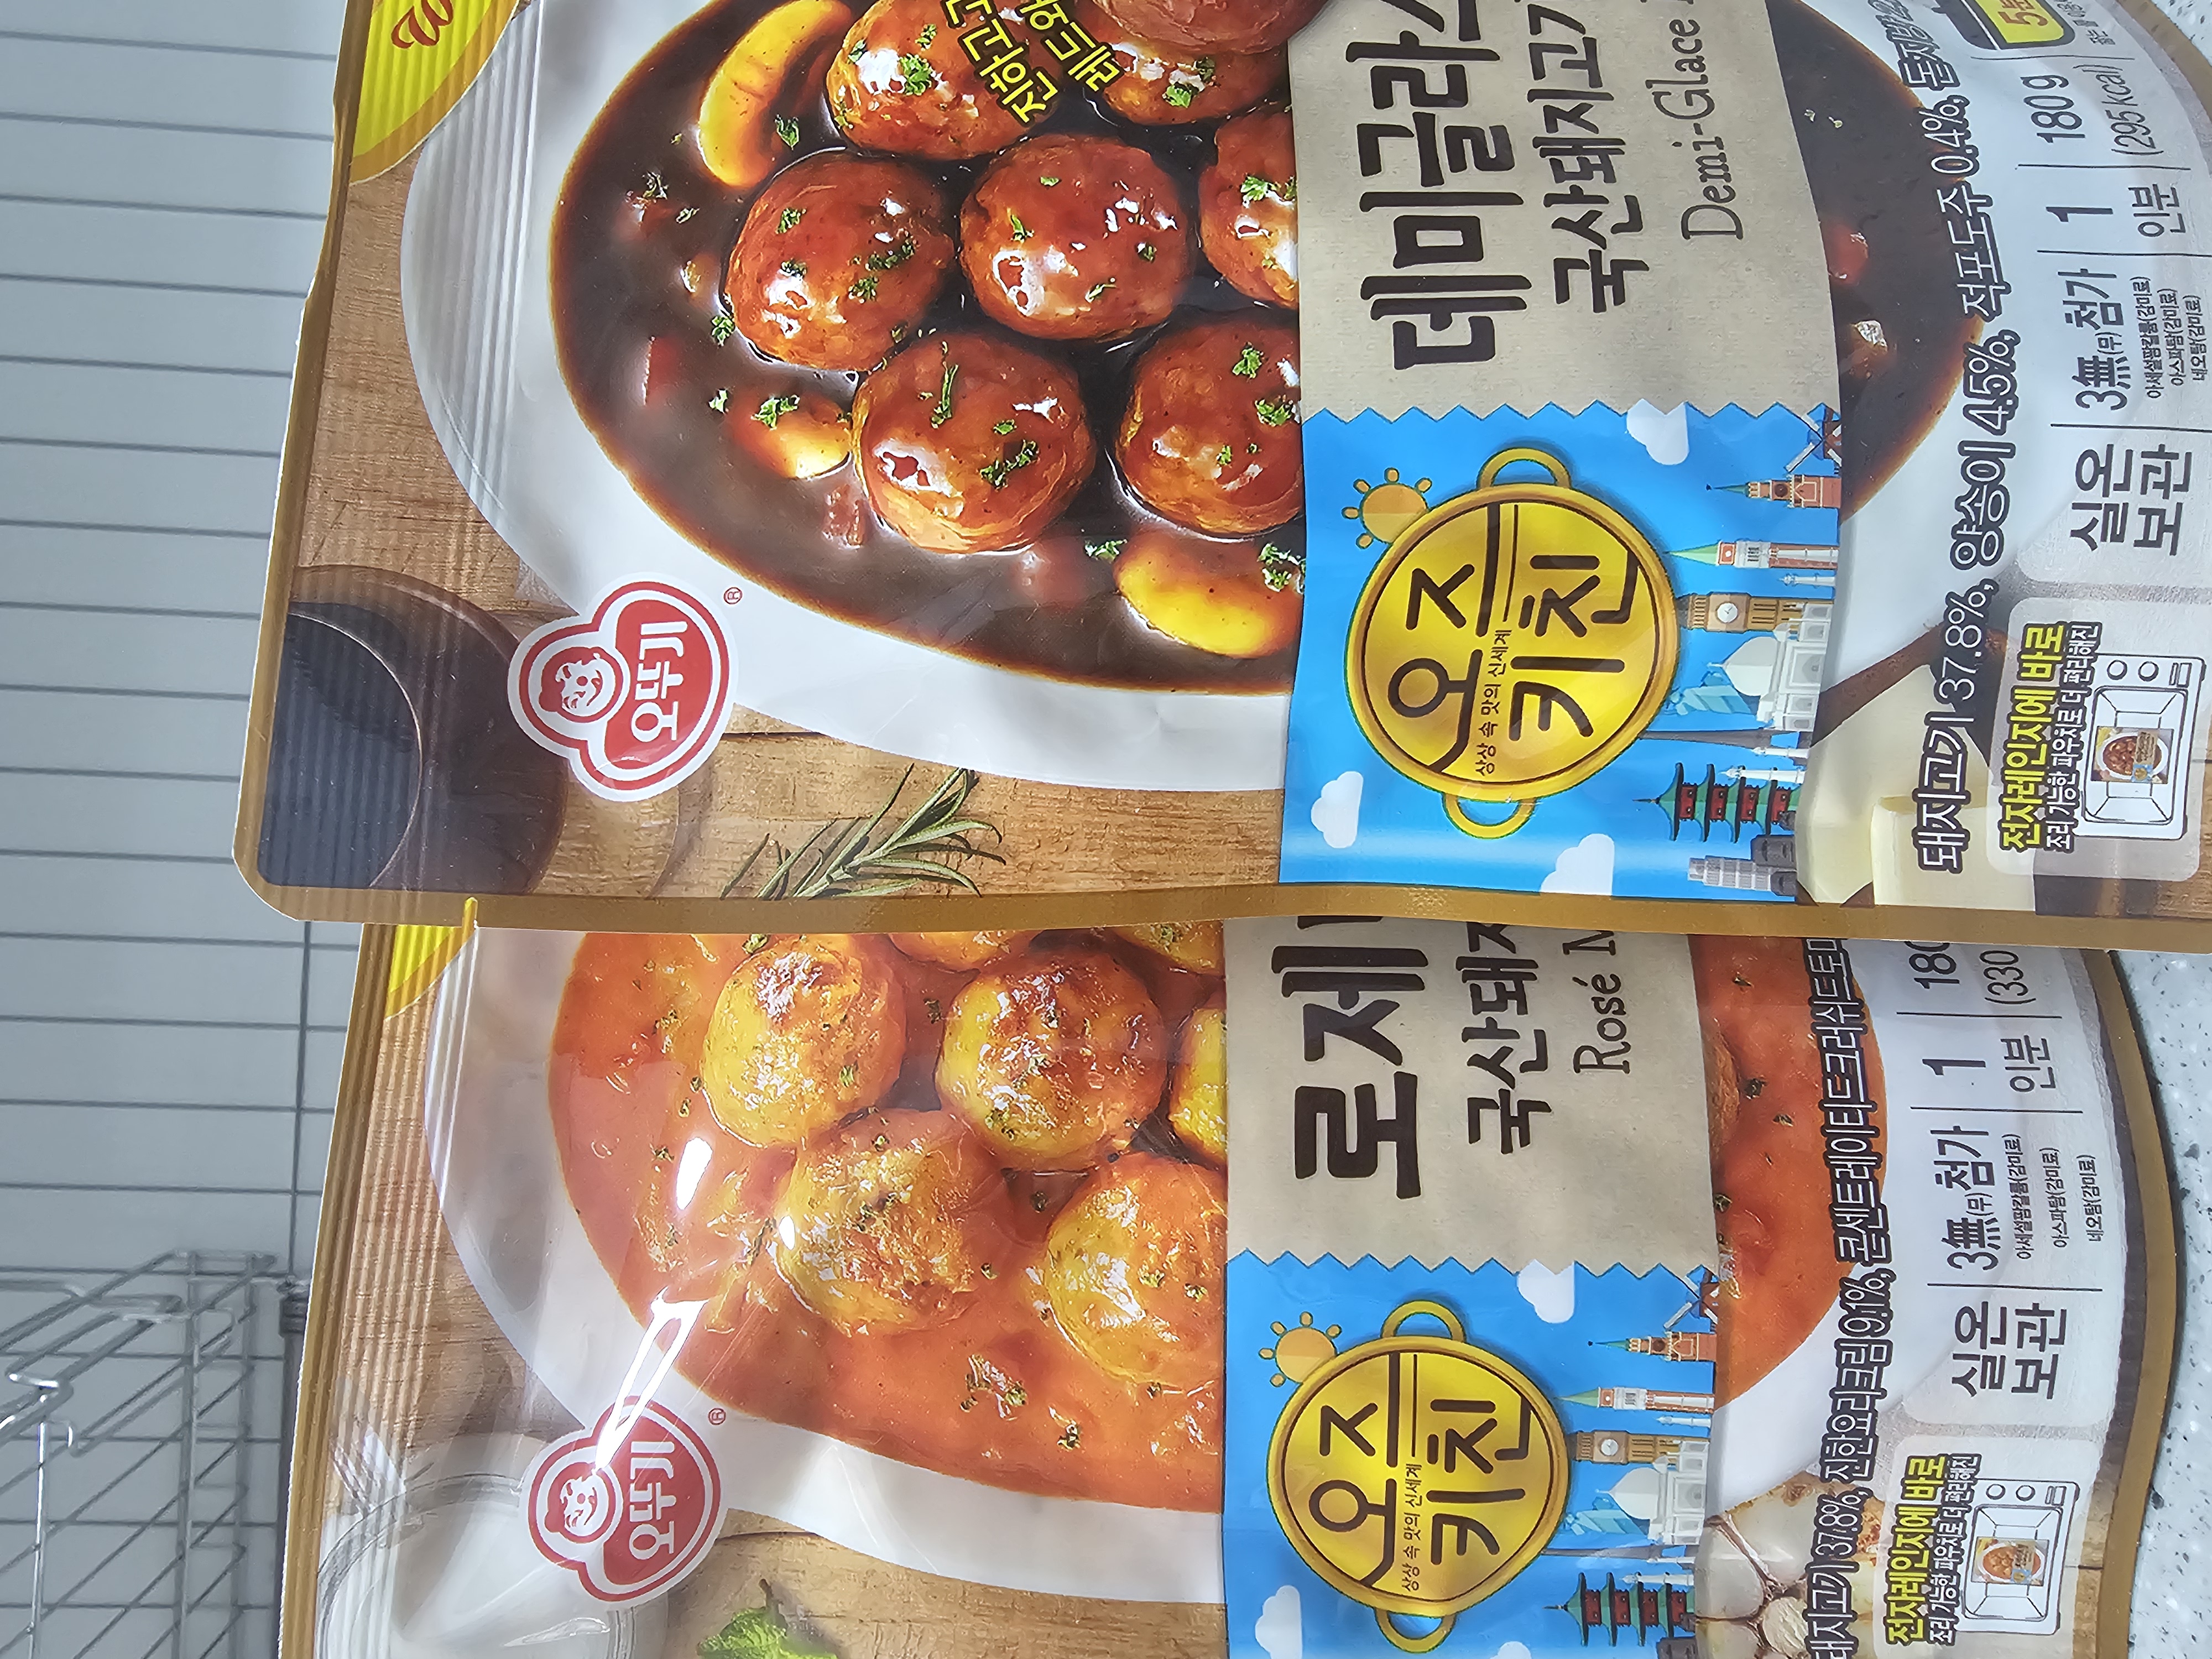 진하고
레드와
오뚜기
®
데미글라스
국산돼지고기
Demi-Glace
오즈
상상 속 맛의 신세계
키친
돼지고기 37.8%, 양송이 4.5%, 적포도주 0.4%,
전자레인지에 바로
조리 가능한 파우치로 더 편리해진
실온
보관
3無(무)첨가
아세설팜칼륨(감미료)
아스파탐(감미료)
네오탐(감미료)
1
인분
180g
(295 kcal)
오뚜기
®
로제
국산돼지
Rosé M
오즈
상상 속 맛의 신세계
키친
돼지고기 37.8%, 진한요리크림 9.1%, 콘센트레이티드크러쉬드토마
전자레인지에 바로
조리 가능한 파우치로 더 편리해진
실온
보관
3無(무)첨가
아세설팜칼륨(감미료)
아스파탐(감미료)
네오탐(감미료)
1
인분
180
(330